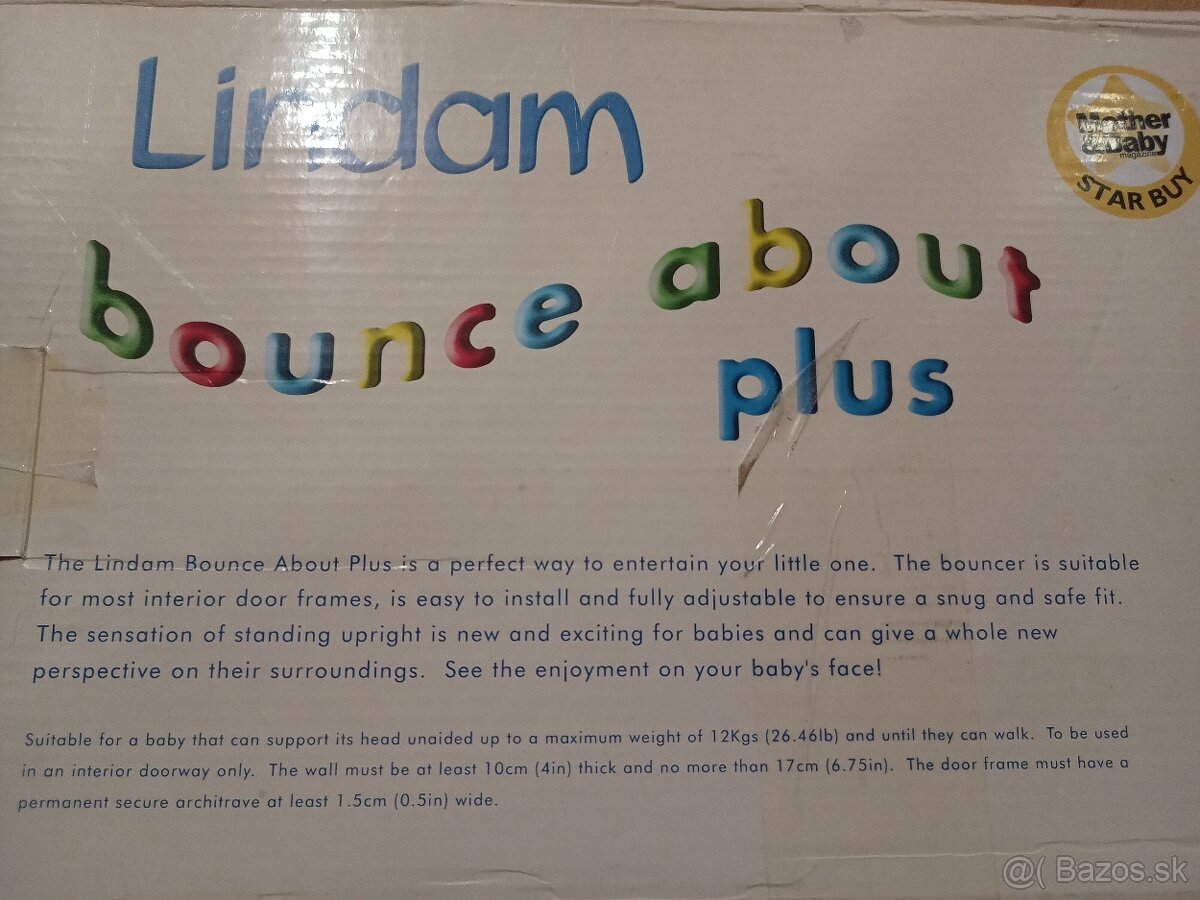 Lindam
Mother
& Baby
magazine
STAR BUY
bounce about
plus
The Lindam Bounce About Plus is a perfect way to entertain your little one. The bouncer is suitable
for most interior door frames, is easy to install and fully adjustable to ensure a snug and safe fit.
The sensation of standing upright is new and exciting for babies and can give a whole new
perspective on their surroundings. See the enjoyment on your baby's face!
Suitable for a baby that can support its head unaided up to a maximum weight of 12Kgs (26.46lb) and until they can walk. To be used
in an interior doorway only. The wall must be at least 10cm (4in) thick and no more than 17cm (6.75in). The door frame must have a
permanent secure architrave at least 1.5cm (0.5in) wide.
@( Bazos.sk